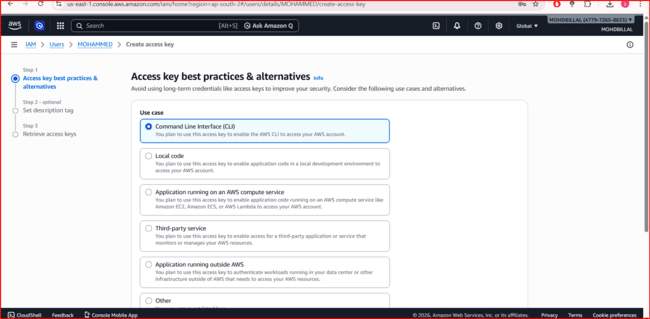 us-east-1.console.aws.amazon.com/iam/home?region=ap-south-2#/users/details/MOHAMMED/create-access-key
aws
Search [Alt+S] Ask Amazon Q Global MOHDBILLAL
MOHDBILLAL
IAM > Users > MOHAMMED > Create access key
Step 1
Access key best practices & alternatives
Step 2 - optional
Set description tag
Step 3
Retrieve access keys
Access key best practices & alternatives Info
Avoid using long-term credentials like access keys to improve your security. Consider the following use cases and alternatives.
Use case
Command Line Interface (CLI)
You plan to use this access key to enable the AWS CLI to access your AWS account.
Local code
You plan to use this access key to enable application code in a local development environment to
access your AWS account.
Application running on an AWS compute service
You plan to use this access key to enable application code running on an AWS compute service like
Amazon EC2, Amazon ECS, or AWS Lambda to access your AWS account.
Third-party service
You plan to use this access key to enable access for a third-party application or service that
monitors or manages your AWS resources.
Application running outside AWS
You plan to use this access key to authenticate workloads running in your data center or other
infrastructure outside of AWS that needs to access your AWS resources.
Other
CloudShell Feedback Console Mobile App © 2026, Amazon Web Services, Inc. or its affiliates. Privacy Terms Cookie preferences